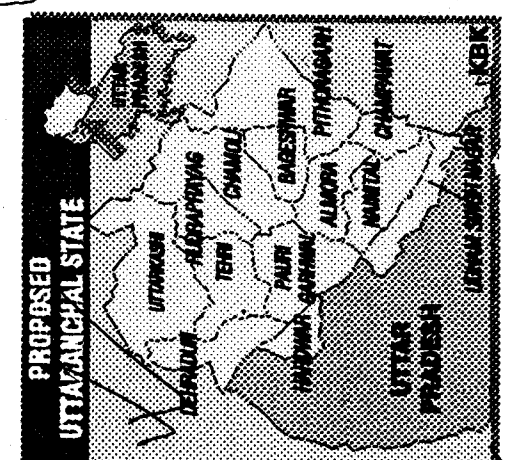 PROPOSED
UTTARANCHAL STATE
UTTAR
PRADESH
UTTARKASHI
RUDRAPRAYAG
CHAMOLI
TEHRI
DEHRADUN
BAGESHWAR
PITHORAGARH
PAURI
GARHWAL
ALMORA
CHAMPAWAT
NAINITAL
HARDWAR
UDHAM SINGH NAGAR
UTTAR
PRADESH
KBK